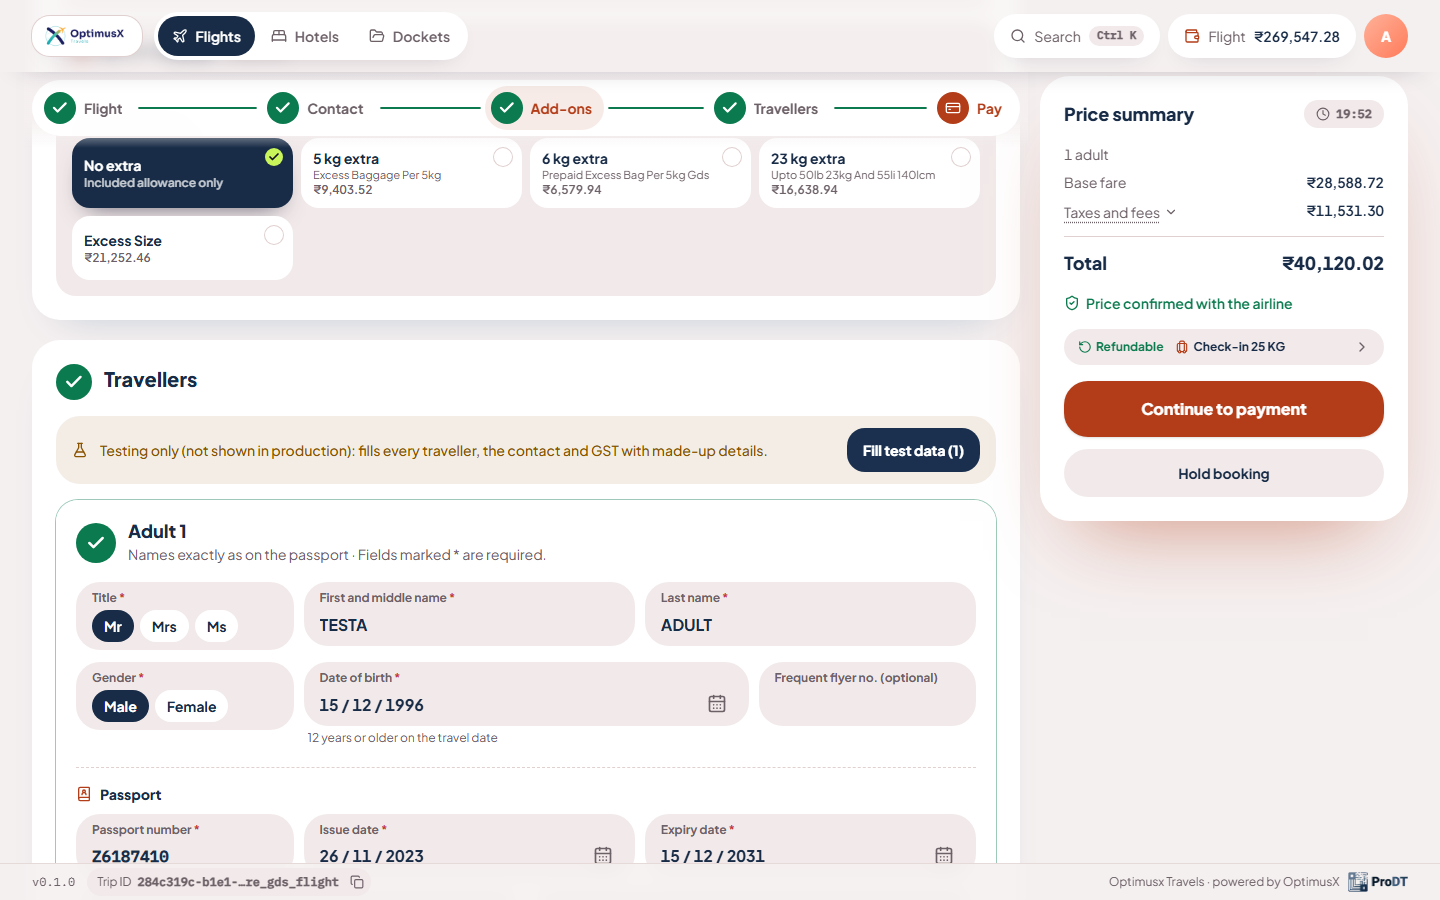 OptimusX
Travels
Flights
Hotels
Dockets
Search Ctrl K
Flight ₹269,547.28
A
Flight
Contact
Add-ons
Travellers
Pay
No extra
Included allowance only
5 kg extra
Excess Baggage Per 5kg
₹9,403.52
6 kg extra
Prepaid Excess Bag Per 5Kg Gds
₹6,579.94
23 kg extra
Upto 50lb 23kg And 55li 140lcm
₹16,638.94
Excess Size
₹21,252.46
Travellers
Testing only (not shown in production): fills every traveller, the contact and GST with made-up details.
Fill test data (1)
Adult 1
Names exactly as on the passport · Fields marked * are required.
Title *
Mr Mrs Ms
First and middle name *
TESTA
Last name *
ADULT
Gender *
Male Female
Date of birth *
15 / 12 / 1996
12 years or older on the travel date
Frequent flyer no. (optional)
Passport
Passport number *
Z6187410
Issue date *
26 / 11 / 2023
Expiry date *
15 / 12 / 2031
Price summary
19:52
1 adult
Base fare ₹28,588.72
Taxes and fees ₹11,531.30
Total ₹40,120.02
Price confirmed with the airline
Refundable Check-in 25 KG
Continue to payment
Hold booking
v0.1.0
Trip ID 284c319c-b1e1-…re_gds_flight
Optimusx Travels · powered by OptimusX
ProDT